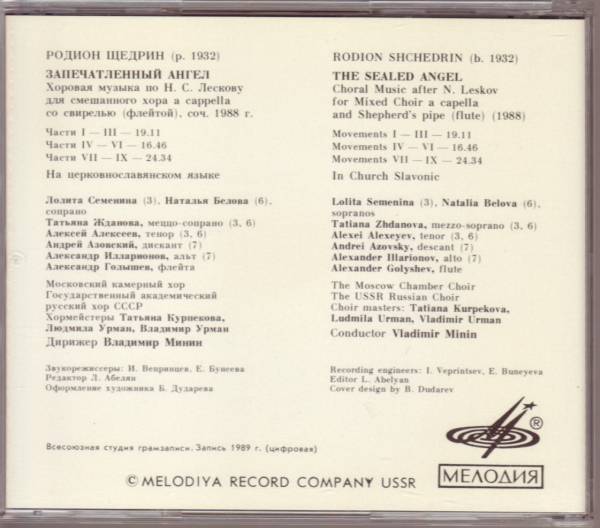 РОДИОН ЩЕДРИН (р. 1932)
ЗАПЕЧАТЛЕННЫЙ АНГЕЛ
Хоровая музыка по Н. С. Лескову
для смешанного хора a cappella
со свирелью (флейтой), соч. 1988 г.
Части I — III — 19.11
Части IV — VI — 16.46
Части VII — IX — 24.34
На церковнославянском языке
Лолита Семенина (3), Наталья Белова (6),
сопрано
Татьяна Жданова, меццо-сопрано (3, 6)
Алексей Алексеев, тенор (3, 6)
Андрей Азовский, дискант (7)
Александр Илларионов, альт (7)
Александр Голышев, флейта
Московский камерный хор
Государственный академический
русский хор СССР
Хормейстеры Татьяна Курпекова,
Людмила Урман, Владимир Урман
Дирижер Владимир Минин
Звукорежиссеры: И. Вепринцев, Е. Бунеева
Редактор Л. Абелян
Оформление художника Б. Дударева
RODION SHCHEDRIN (b. 1932)
THE SEALED ANGEL
Choral Music after N. Leskov
for Mixed Choir a capella
and Shepherd's pipe (flute) (1988)
Movements I — III — 19.11
Movements IV — VI — 16.46
Movements VII — IX — 24.34
In Church Slavonic
Lolita Semenina (3), Natalia Belova (6),
sopranos
Tatiana Zhdanova, mezzo-soprano (3, 6)
Alexei Alexeyev, tenor (3, 6)
Andrei Azovsky, descant (7)
Alexander Illarionov, alto (7)
Alexander Golyshev, flute
The Moscow Chamber Choir
The USSR Russian Choir
Choir masters: Tatiana Kurpekova,
Ludmila Urman, Vladimir Urman
Conductor Vladimir Minin
Recording engineers: I. Veprintsev, E. Buneyeva
Editor L. Abelyan
Cover design by B. Dudarev
Всесоюзная студия грамзаписи. Запись 1989 г. (цифровая)
® 
МЕЛОДИЯ
© MELODIYA RECORD COMPANY USSR